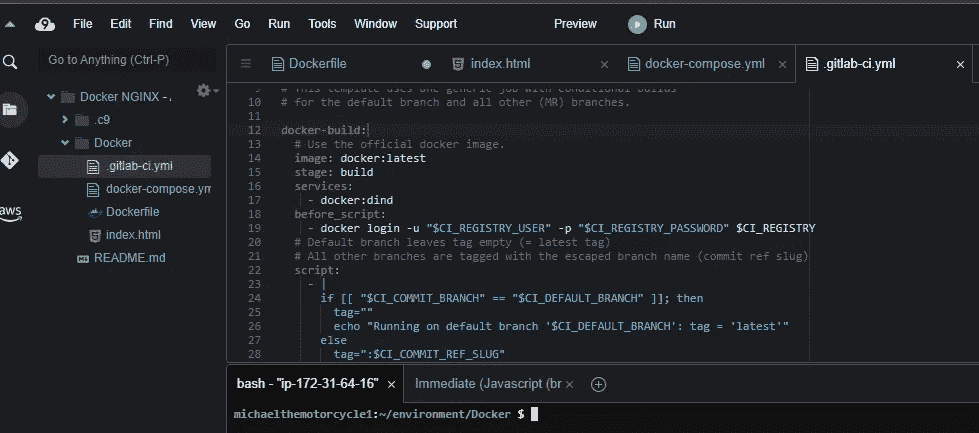 File Edit Find View Go Run Tools Window Support Preview Run
Go to Anything (Ctrl-P)
Dockerfile index.html docker-compose.yml .gitlab-ci.yml
Docker NGINX -
.c9
Docker
.gitlab-ci.yml
docker-compose.ym
Dockerfile
index.html
README.md
aws
9 # This template uses one generic job with conditional builds
10 # for the default branch and all other (MR) branches.
11
12 docker-build:
13 # Use the official docker image.
14 image: docker:latest
15 stage: build
16 services:
17 - docker:dind
18 before_script:
19 - docker login -u "$CI_REGISTRY_USER" -p "$CI_REGISTRY_PASSWORD" $CI_REGISTRY
20 # Default branch leaves tag empty (= latest tag)
21 # All other branches are tagged with the escaped branch name (commit ref slug)
22 script:
23 - |
24 if [[ "$CI_COMMIT_BRANCH" == "$CI_DEFAULT_BRANCH" ]]; then
25 tag=""
26 echo "Running on default branch '$CI_DEFAULT_BRANCH': tag = 'latest'"
27 else
28 tag=":$CI_COMMIT_REF_SLUG"
bash - "ip-172-31-64-16" Immediate (Javascript (br
michaelthemotorcycle1:~/environment/Docker $